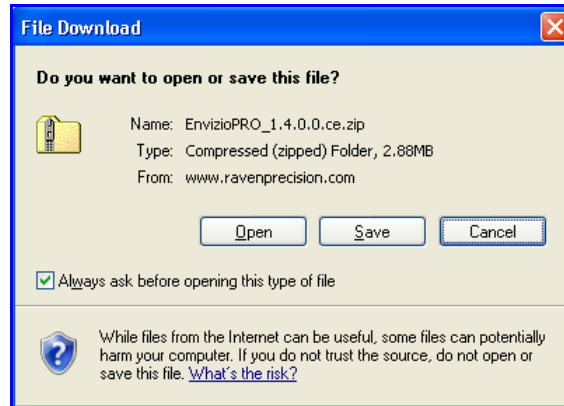 File Download
Do you want to open or save this file?
Name: EnvizioPRO_1.4.0.0.ce.zip
Type: Compressed (zipped) Folder, 2.88MB
From: www.ravenprecision.com
Open Save Cancel
Always ask before opening this type of file
While files from the Internet can be useful, some files can potentially
harm your computer. If you do not trust the source, do not open or
save this file. What's the risk?